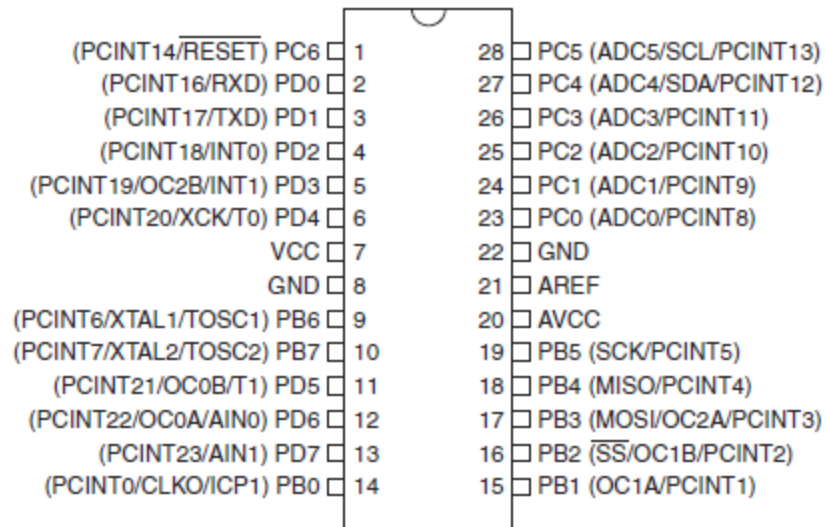 (PCINT14/RESET) PC6 1 28 PC5 (ADC5/SCL/PCINT13)
(PCINT16/RXD) PD0 2 27 PC4 (ADC4/SDA/PCINT12)
(PCINT17/TXD) PD1 3 26 PC3 (ADC3/PCINT11)
(PCINT18/INT0) PD2 4 25 PC2 (ADC2/PCINT10)
(PCINT19/OC2B/INT1) PD3 5 24 PC1 (ADC1/PCINT9)
(PCINT20/XCK/T0) PD4 6 23 PC0 (ADC0/PCINT8)
VCC 7 22 GND
GND 8 21 AREF
(PCINT6/XTAL1/TOSC1) PB6 9 20 AVCC
(PCINT7/XTAL2/TOSC2) PB7 10 19 PB5 (SCK/PCINT5)
(PCINT21/OC0B/T1) PD5 11 18 PB4 (MISO/PCINT4)
(PCINT22/OC0A/AIN0) PD6 12 17 PB3 (MOSI/OC2A/PCINT3)
(PCINT23/AIN1) PD7 13 16 PB2 (SS/OC1B/PCINT2)
(PCINT0/CLKO/ICP1) PB0 14 15 PB1 (OC1A/PCINT1)